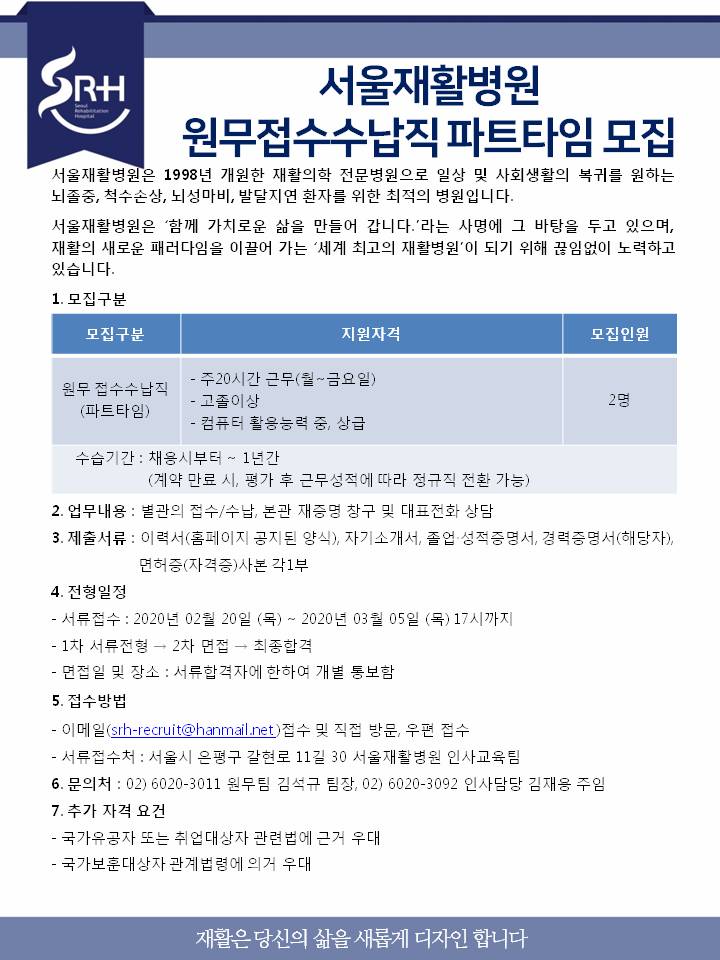 SRH
Seoul
Rehabilitation
Hospital
서울재활병원
원무접수수납직 파트타임 모집
서울재활병원은 1998년 개원한 재활의학 전문병원으로 일상 및 사회생활의 복귀를 원하는
뇌졸중, 척수손상, 뇌성마비, 발달지연 환자를 위한 최적의 병원입니다.
서울재활병원은 ‘함께 가치로운 삶을 만들어 갑니다.’라는 사명에 그 바탕을 두고 있으며,
재활의 새로운 패러다임을 이끌어 가는 ‘세계 최고의 재활병원’이 되기 위해 끊임없이 노력하고
있습니다.
1. 모집구분
모집구분 지원자격 모집인원
원무 접수수납직
(파트타임)
- 주20시간 근무(월~금요일)
- 고졸이상
- 컴퓨터 활용능력 중, 상급
2명
수습기간 : 채용시부터 ~ 1년간
(계약 만료 시, 평가 후 근무성적에 따라 정규직 전환 가능)
2. 업무내용 : 별관의 접수/수납, 본관 재증명 창구 및 대표전화 상담
3. 제출서류 : 이력서(홈페이지 공지된 양식), 자기소개서, 졸업·성적증명서, 경력증명서(해당자),
면허증(자격증)사본 각1부
4. 전형일정
- 서류접수 : 2020년 02월 20일 (목) ~ 2020년 03월 05일 (목) 17시까지
- 1차 서류전형 → 2차 면접 → 최종합격
- 면접일 및 장소 : 서류합격자에 한하여 개별 통보함
5. 접수방법
- 이메일(srh-recruit@hanmail.net )접수 및 직접 방문, 우편 접수
- 서류접수처 : 서울시 은평구 갈현로 11길 30 서울재활병원 인사교육팀
6. 문의처 : 02) 6020-3011 원무팀 김석규 팀장, 02) 6020-3092 인사담당 김재용 주임
7. 추가 자격 요건
- 국가유공자 또는 취업대상자 관련법에 근거 우대
- 국가보훈대상자 관계법령에 의거 우대
재활은 당신의 삶을 새롭게 디자인 합니다